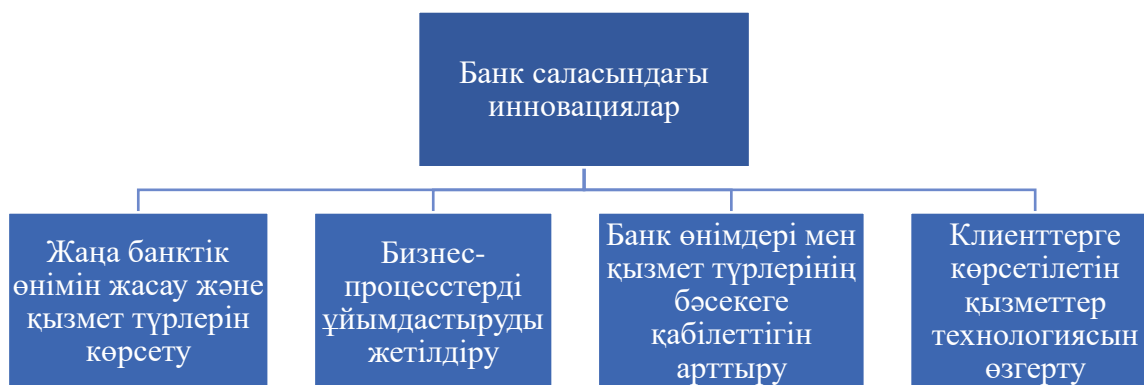 Банк саласындағы
инновациялар
Жаңа банктік
өнімін жасау және
қызмет түрлерін
көрсету
Бизнес-
процесстерді
ұйымдастыруды
жетілдіру
Банк өнімдері мен
қызмет түрлерінің
бәсекеге
қабілеттігін
арттыру
Клиенттерге
көрсетілетін
қызметтер
технологиясын
өзгерту